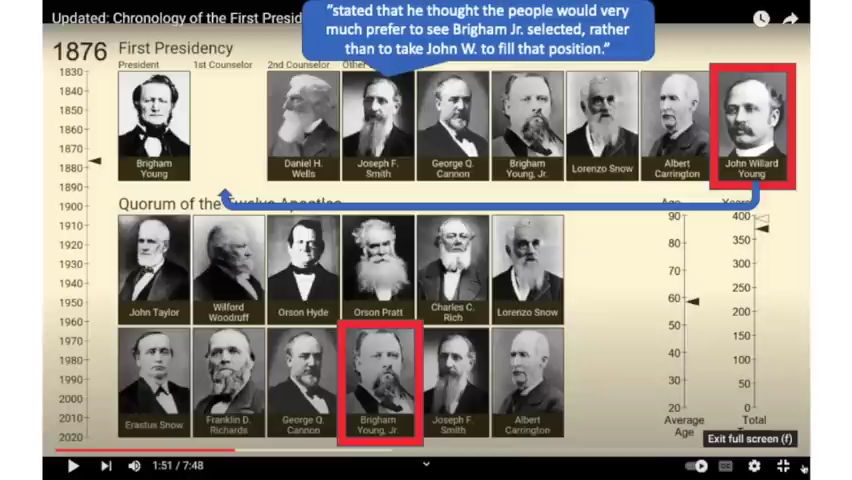 Updated: Chronology of the First Presid
"stated that he thought the people would very
much prefer to see Brigham Jr. selected, rather
than to take John W. to fill that position."
1876
First Presidency
President
1st Counselor
2nd Counselor
Brigham
Young
Daniel H.
Wells
Joseph F.
Smith
George Q.
Cannon
Brigham
Young, Jr.
Lorenzo Snow
Albert
Carrington
John Willard
Young
Quorum of the Twelve Apostles
John Taylor
Wilford
Woodruff
Orson Hyde
Orson Pratt
Charles C.
Rich
Lorenzo Snow
Erastus Snow
Franklin D.
Richards
George Q.
Cannon
Brigham
Young, Jr.
Joseph F.
Smith
Albert
Carrington
1830
1840
1850
1860
1870
1880
1890
1900
1910
1920
1930
1940
1950
1960
1970
1980
1990
2000
2010
2020
Age
90
80
70
60
50
40
30
20
Average
Age
Years
400
350
300
250
200
150
100
50
0
Total
Exit full screen (f)
1:51 / 7:48